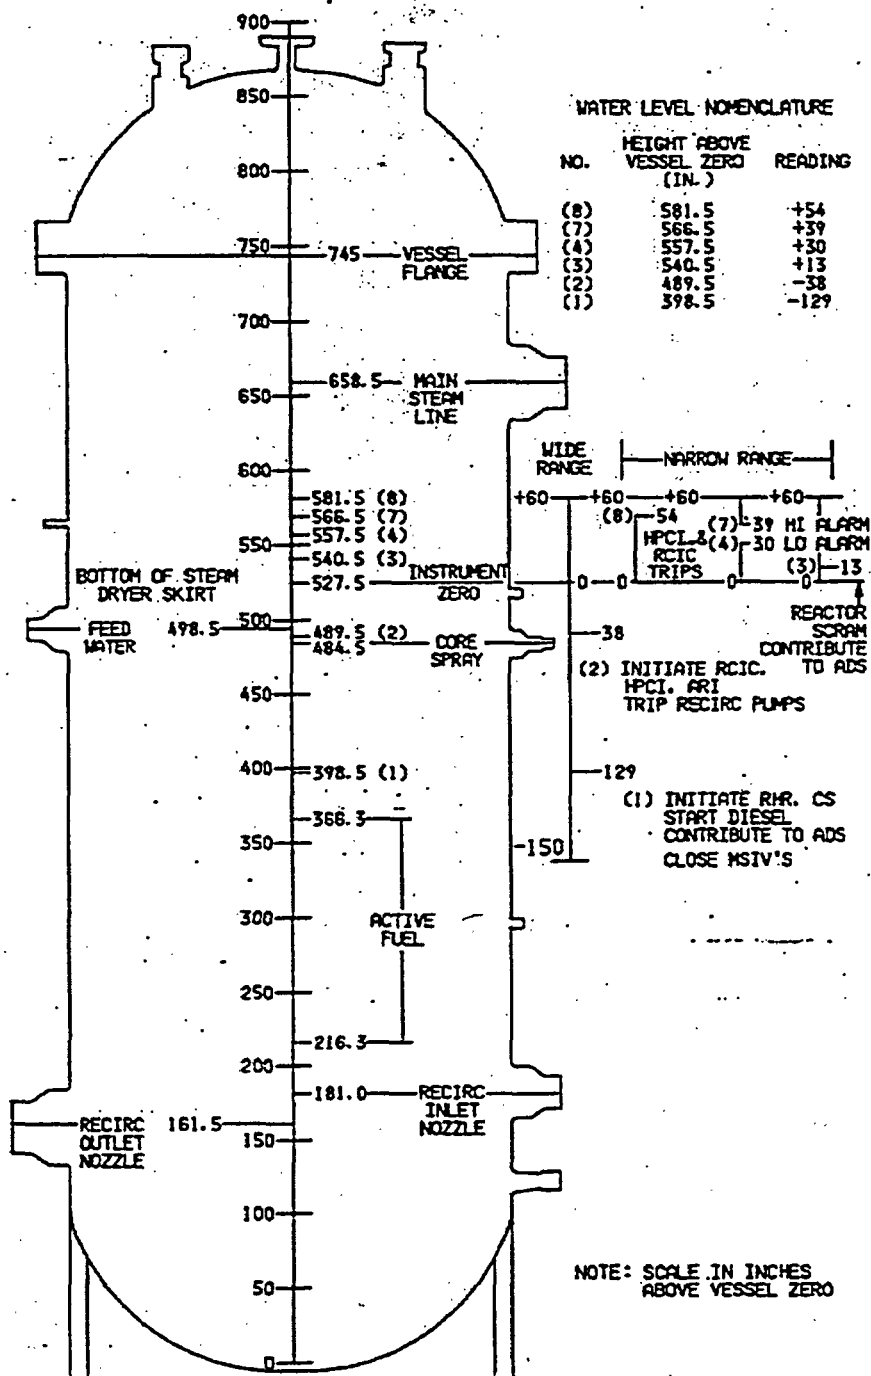 900
850
800
750
700
650
600
550
500
450
400
350
300
250
200
150
100
50
0
WATER LEVEL NOMENCLATURE
NO. HEIGHT ABOVE VESSEL ZERO (IN.) READING
(8) 581.5 +54
(7) 566.5 +39
(4) 557.5 +30
(3) 540.5 +13
(2) 489.5 -38
(1) 398.5 -129
745 VESSEL
FLANGE
658.5 MAIN
STEAM
LINE
581.5 (8)
566.5 (7)
557.5 (4)
540.5 (3)
527.5 INSTRUMENT
ZERO
BOTTOM OF STEAM
DRYER SKIRT
FEED
WATER
498.5
489.5 (2)
484.5 CORE
SPRAY
398.5 (1)
366.3
ACTIVE
FUEL
216.3
181.0 RECIRC
INLET
NOZZLE
RECIRC
OUTLET
NOZZLE
161.5
WIDE
RANGE
NARROW RANGE
+60 +60 +60 +60
(8) 54
HPCI &
RCIC
TRIPS
(7) 39 HI ALARM
(4) 30 LO ALARM
(3) 13
0 0 0 0
REACTOR
SCRAM
CONTRIBUTE
TO ADS
-38
(2) INITIATE RCIC.
HPCI. ARI
TRIP RECIRC PUMPS
-129
(1) INITIATE RHR. CS
START DIESEL
CONTRIBUTE TO ADS
CLOSE MSIV'S
-150
NOTE: SCALE IN INCHES
ABOVE VESSEL ZERO